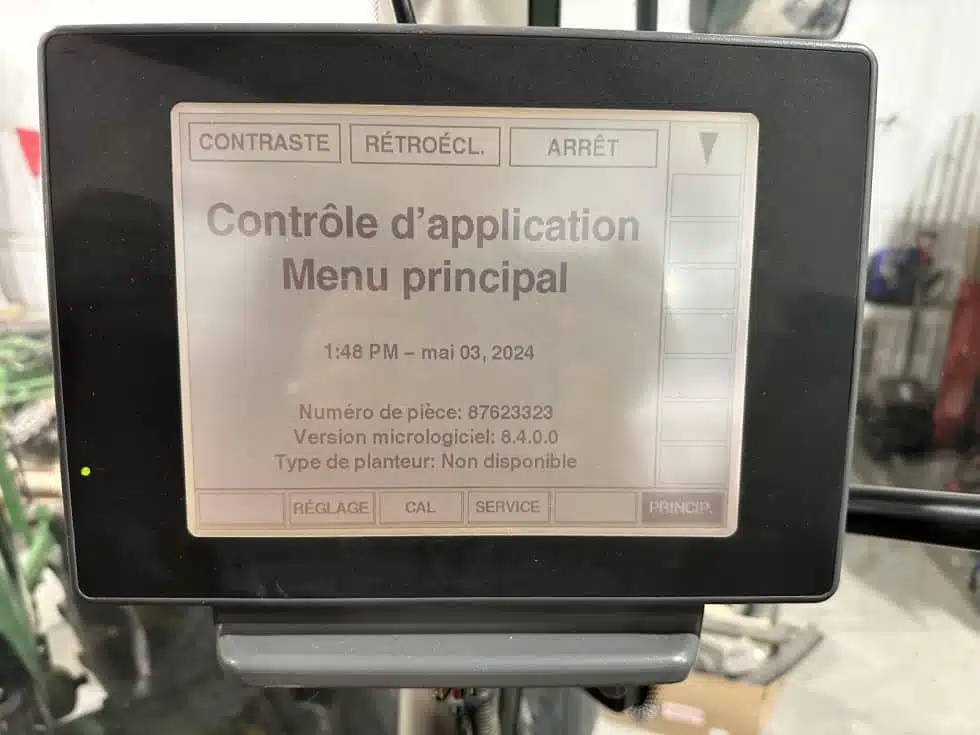 CONTRASTE
RÉTROÉCL.
ARRÊT
Contrôle d'application
Menu principal
1:48 PM – mai 03, 2024
Numéro de pièce: 87623323
Version micrologiciel: 8.4.0.0
Type de planteur: Non disponible
RÉGLAGE
CAL
SERVICE
PRINCIP.